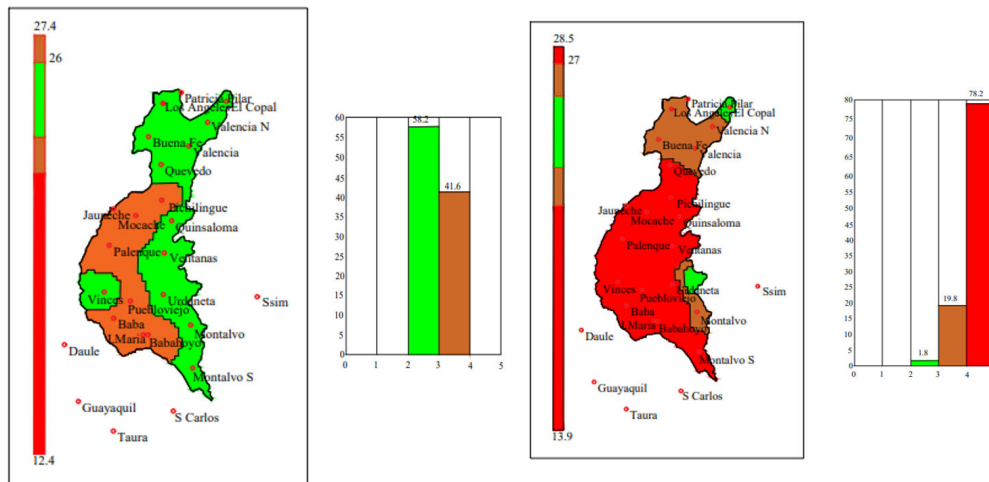 27.4
26
Patricia Pilar
Los Angeles El Copal
Valencia N
Buena Fe
Valencia
Quevedo
Pichilingue
Jauneche
Mocache
Quinsaloma
Palenque
Ventanas
Vinces
Urdaneta
Puebloviejo
Ssim
Baba
Montalvo
I.Maria
Babahoyo
Daule
Montalvo S
Guayaquil
S Carlos
Taura
12.4
60
55
50
45
40
35
30
25
20
15
10
5
0
58.2
41.6
0 1 2 3 4 5
28.5
27
Patricia Pilar
Los Angeles El Copal
Valencia N
Buena Fe
Valencia
Quevedo
Pichilingue
Jauneche
Mocache
Quinsaloma
Palenque
Ventanas
Vinces
Puebloviejo
Ssim
Baba
Montalvo
I.Maria
Babahoyo
Daule
Montalvo S
Guayaquil
S Carlos
Taura
13.9
80
75
70
65
60
55
50
45
40
35
30
25
20
15
10
5
0
78.2
19.8
1.8
0 1 2 3 4